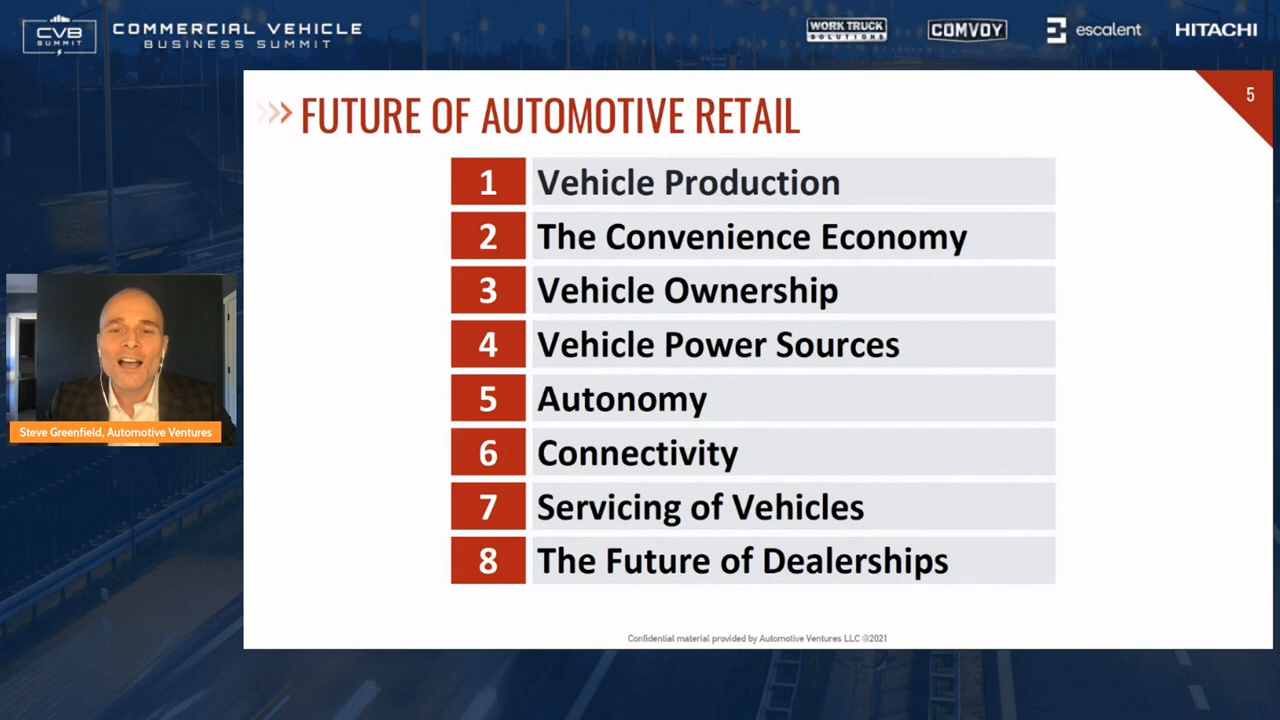 CVB
SUMMIT
COMMERCIAL VEHICLE
BUSINESS SUMMIT
WORK TRUCK
SOLUTIONS
COMVOY
escalent
HITACHI
FUTURE OF AUTOMOTIVE RETAIL
5
1 Vehicle Production
2 The Convenience Economy
3 Vehicle Ownership
4 Vehicle Power Sources
5 Autonomy
6 Connectivity
7 Servicing of Vehicles
8 The Future of Dealerships
Steve Greenfield, Automotive Ventures
Confidential material provided by Automotive Ventures LLC @2021